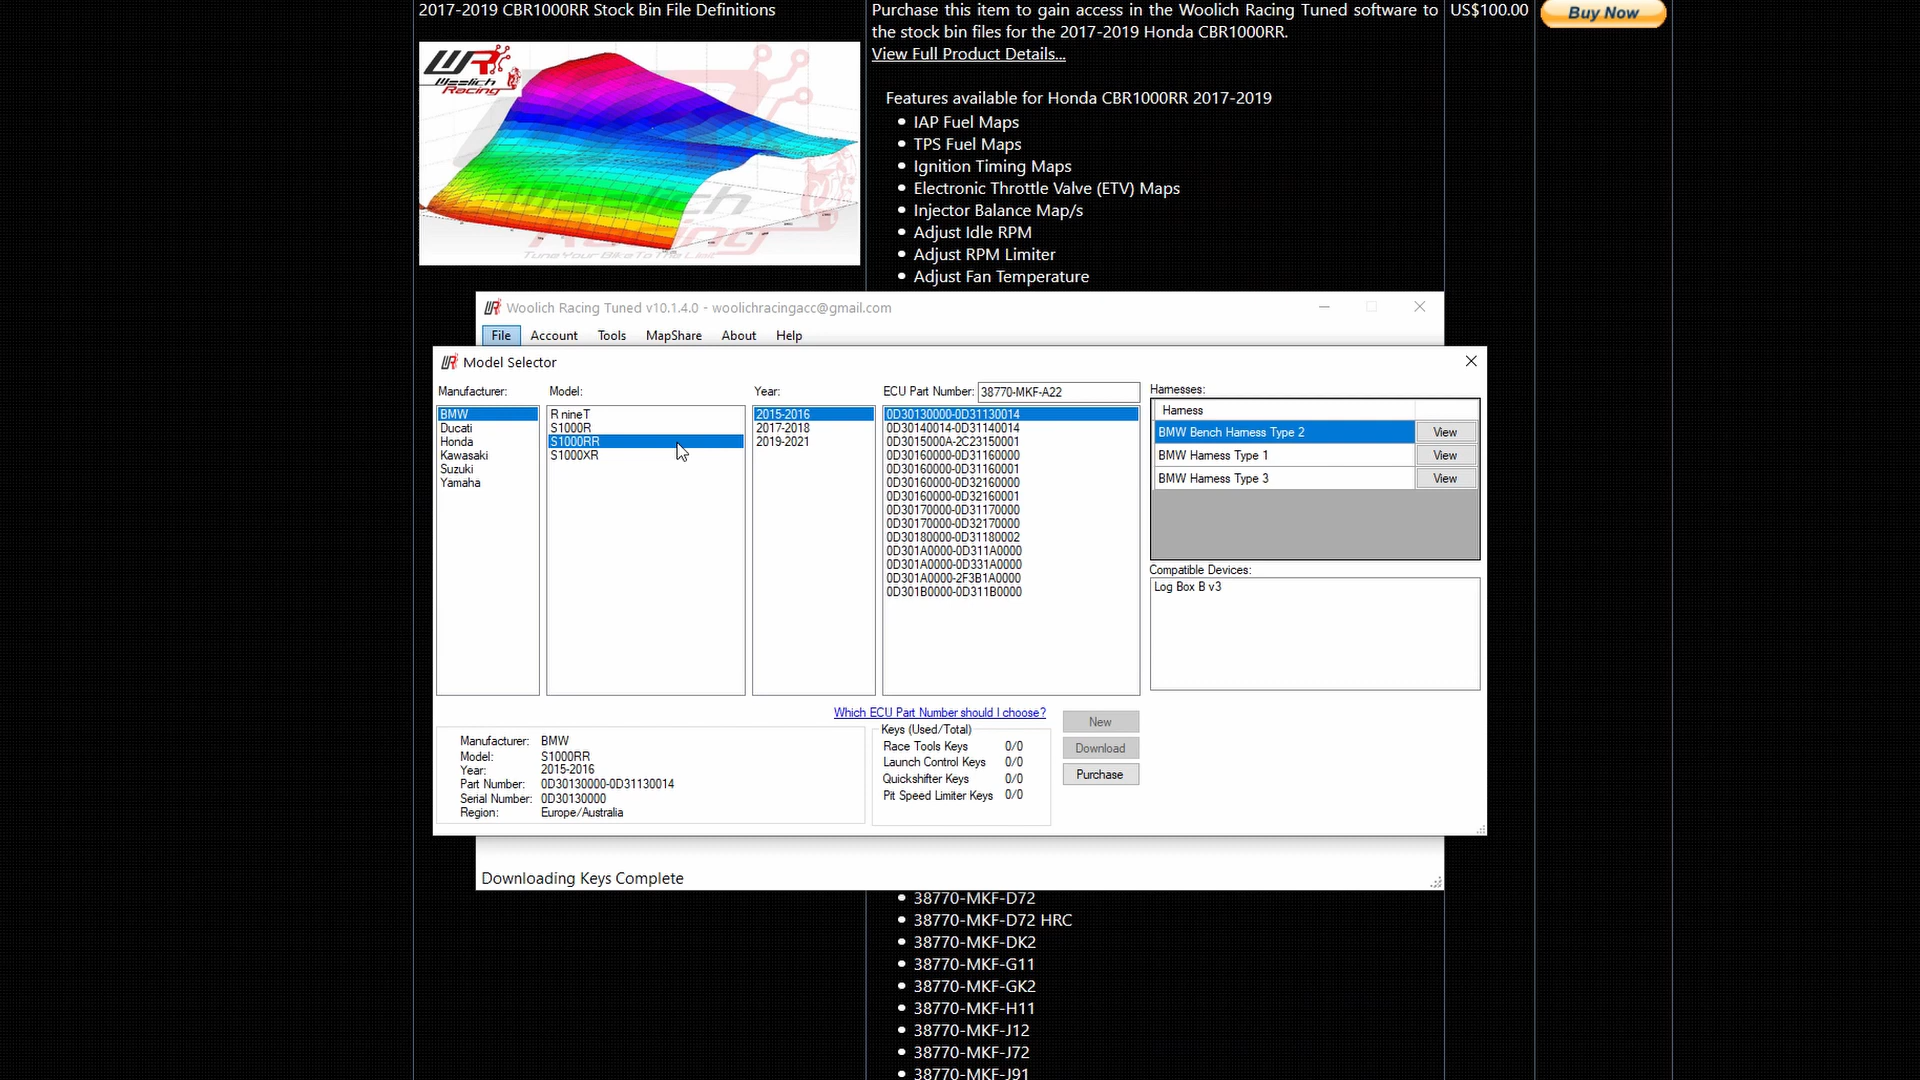 2017-2019 CBR1000RR Stock Bin File Definitions
Woolich
Racing
Woolich
Racing
Tune Your Bike To The Limit
Purchase this item to gain access in the Woolich Racing Tuned software to
the stock bin files for the 2017-2019 Honda CBR1000RR.
View Full Product Details...
US$100.00
Buy Now
Features available for Honda CBR1000RR 2017-2019
IAP Fuel Maps
TPS Fuel Maps
Ignition Timing Maps
Electronic Throttle Valve (ETV) Maps
Injector Balance Map/s
Adjust Idle RPM
Adjust RPM Limiter
Adjust Fan Temperature
Woolich Racing Tuned v10.1.4.0 - woolichracingacc@gmail.com
File Account Tools MapShare About Help
Model Selector
Manufacturer:
BMW
Ducati
Honda
Kawasaki
Suzuki
Yamaha
Model:
R nineT
S1000R
S1000RR
S1000XR
Year:
2015-2016
2017-2018
2019-2021
ECU Part Number: 38770-MKF-A22
0D30130000-0D31130014
0D30140014-0D31140014
0D3015000A-2C23150001
0D30160000-0D31160000
0D30160000-0D31160001
0D30160000-0D32160000
0D30160000-0D32160001
0D30170000-0D31170000
0D30170000-0D32170000
0D30180000-0D31180002
0D301A0000-0D311A0000
0D301A0000-0D331A0000
0D301A0000-2F3B1A0000
0D301B0000-0D311B0000
Harnesses:
Harness
BMW Bench Harness Type 2 View
BMW Harness Type 1 View
BMW Harness Type 3 View
Compatible Devices:
Log Box B v3
Which ECU Part Number should I choose?
Manufacturer: BMW
Model: S1000RR
Year: 2015-2016
Part Number: 0D30130000-0D31130014
Serial Number: 0D30130000
Region: Europe/Australia
Keys (Used/Total)
Race Tools Keys 0/0
Launch Control Keys 0/0
Quickshifter Keys 0/0
Pit Speed Limiter Keys 0/0
New
Download
Purchase
Downloading Keys Complete
38770-MKF-D72
38770-MKF-D72 HRC
38770-MKF-DK2
38770-MKF-G11
38770-MKF-GK2
38770-MKF-H11
38770-MKF-J12
38770-MKF-J72
38770-MKF-J91